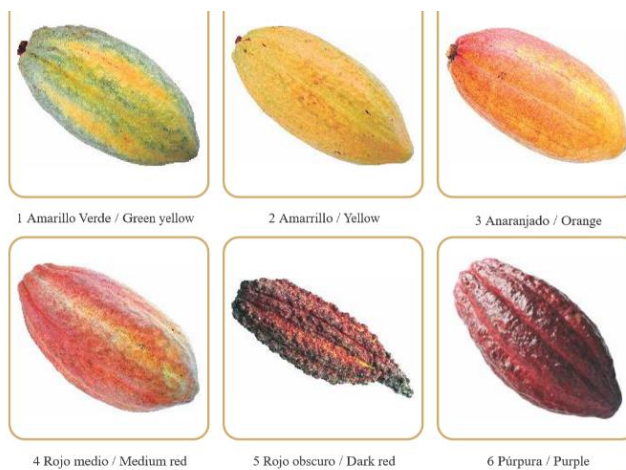 1 Amarillo Verde / Green yellow
2 Amarrillo / Yellow
3 Anaranjado / Orange
4 Rojo medio / Medium red
5 Rojo obscuro / Dark red
6 Púrpura / Purple